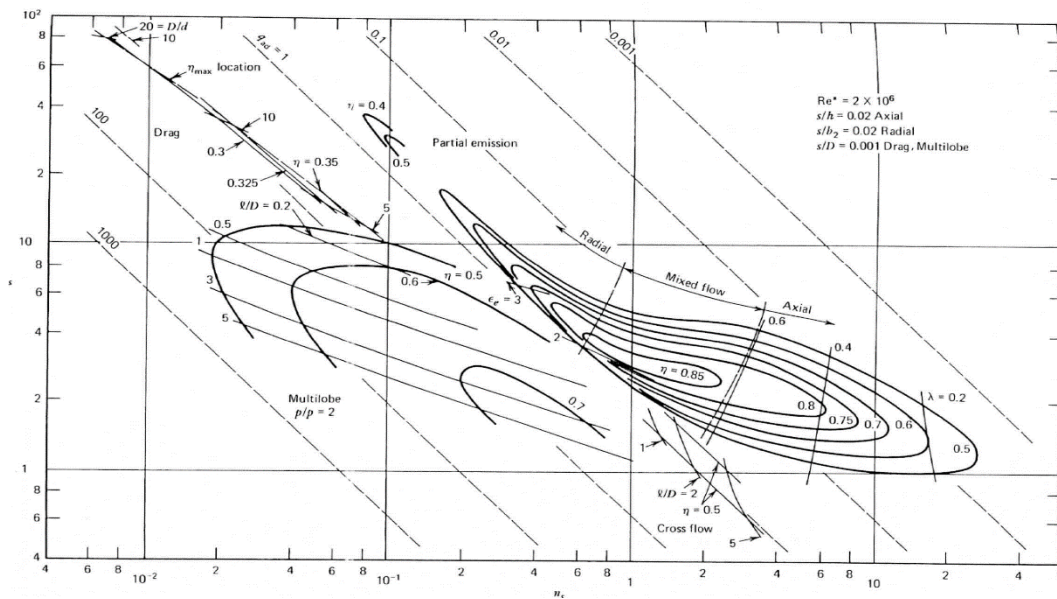 10²
8
6
4
2
10
8
6
s
4
2
1
8
6
4
20 = D/d
10
η_max location
q_ad = 1
0.1
0.01
0.001
Re* = 2 X 10⁶
s/h = 0.02 Axial
s/b₂ = 0.02 Radial
s/D = 0.001 Drag, Multilobe
100
Drag
10
0.3
0.325
η = 0.4
Partial emission
0.5
η = 0.35
5
ℓ/D = 0.2
1000
0.5
1
3
5
η = 0.5
0.6
0.7
Radial
Mixed flow
Axial
ϵ_e = 3
2
0.6
0.4
λ = 0.2
η = 0.85
0.8
0.75
0.7
0.6
0.5
Multilobe
p/p = 2
1
ℓ/D = 2
η = 0.5
Cross flow
5
4
6
8
10⁻²
2
4
6
8
10⁻¹
2
4
6
8
1
2
4
6
8
10
2
4
n_s